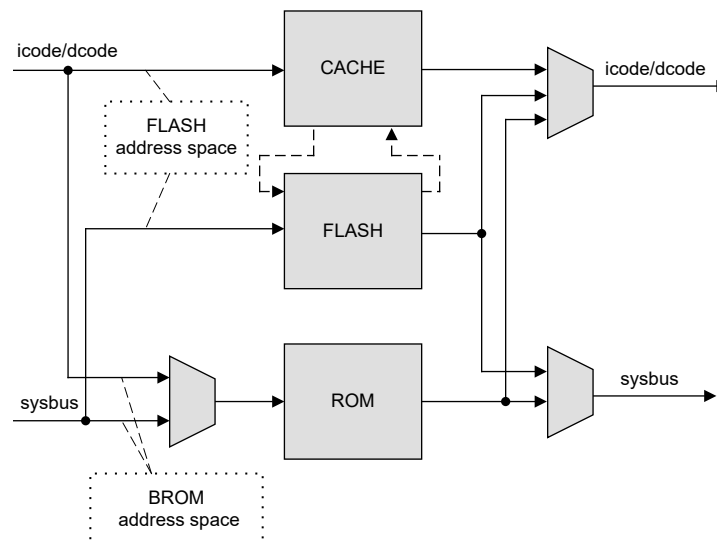 icode/dcode
CACHE
icode/dcode
FLASH
address space
FLASH
ROM
sysbus
sysbus
BROM
address space